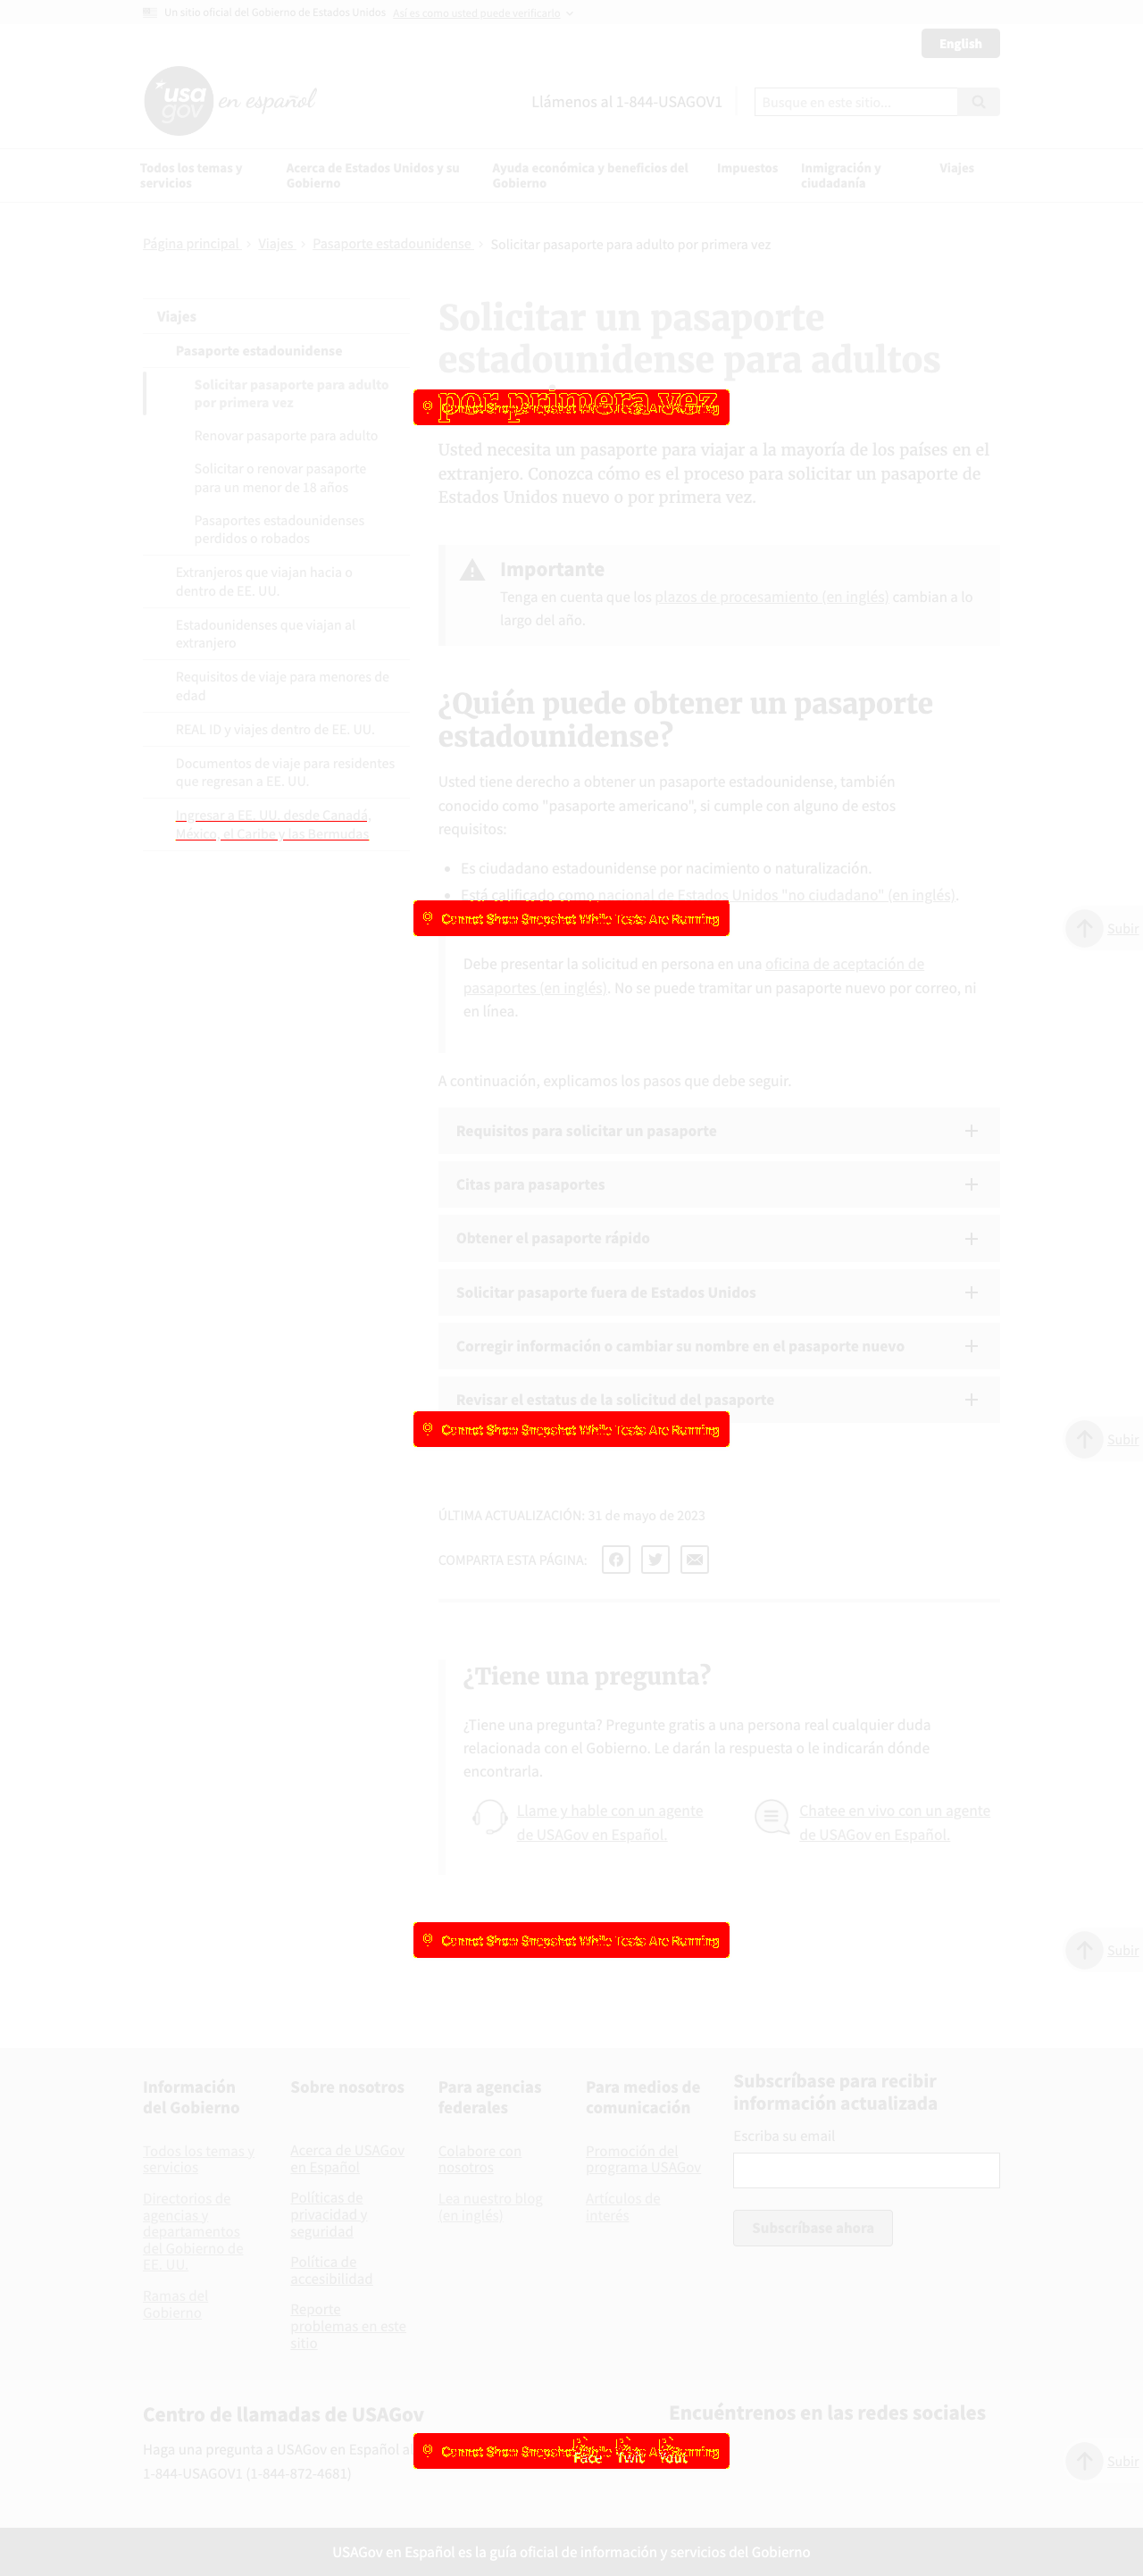 Un sitio oficial del Gobierno de Estados Unidos Así es como usted puede verificarlo
English
usa gov en español
Llámenos al 1-844-USAGOV1
Busque en este sitio...
Todos los temas y servicios
Acerca de Estados Unidos y su Gobierno
Ayuda económica y beneficios del Gobierno
Impuestos
Inmigración y ciudadanía
Viajes
Página principal › Viajes › Pasaporte estadounidense › Solicitar pasaporte para adulto por primera vez
Viajes
Pasaporte estadounidense
Solicitar pasaporte para adulto
por primera vez
Renovar pasaporte para adulto
Solicitar o renovar pasaporte
para un menor de 18 años
Pasaportes estadounidenses
perdidos o robados
Extranjeros que viajan hacia o
dentro de EE. UU.
Estadounidenses que viajan al
extranjero
Requisitos de viaje para menores de
edad
REAL ID y viajes dentro de EE. UU.
Documentos de viaje para residentes
que regresan a EE. UU.
Ingresar a EE. UU. desde Canadá,
México, el Caribe y las Bermudas
Solicitar un pasaporte
estadounidense para adultos
por primera vez
Cannot Show Snapshot While Tests Are Running
Usted necesita un pasaporte para viajar a la mayoría de los países en el
extranjero. Conozca cómo es el proceso para solicitar un pasaporte de
Estados Unidos nuevo o por primera vez.
Importante
Tenga en cuenta que los plazos de procesamiento (en inglés) cambian a lo
largo del año.
¿Quién puede obtener un pasaporte
estadounidense?
Usted tiene derecho a obtener un pasaporte estadounidense, también
conocido como "pasaporte americano", si cumple con alguno de estos
requisitos:
• Es ciudadano estadounidense por nacimiento o naturalización.
• Está calificado como nacional de Estados Unidos "no ciudadano" (en inglés).
Cannot Show Snapshot While Tests Are Running
Subir
Debe presentar la solicitud en persona en una oficina de aceptación de
pasaportes (en inglés). No se puede tramitar un pasaporte nuevo por correo, ni
en línea.
A continuación, explicamos los pasos que debe seguir.
Requisitos para solicitar un pasaporte
Citas para pasaportes
Obtener el pasaporte rápido
Solicitar pasaporte fuera de Estados Unidos
Corregir información o cambiar su nombre en el pasaporte nuevo
Revisar el estatus de la solicitud del pasaporte
Cannot Show Snapshot While Tests Are Running
Subir
ÚLTIMA ACTUALIZACIÓN: 31 de mayo de 2023
COMPARTA ESTA PÁGINA:
¿Tiene una pregunta?
¿Tiene una pregunta? Pregunte gratis a una persona real cualquier duda
relacionada con el Gobierno. Le darán la respuesta o le indicarán dónde
encontrarla.
Llame y hable con un agente
de USAGov en Español.
Chatee en vivo con un agente
de USAGov en Español.
Cannot Show Snapshot While Tests Are Running
Subir
Información
del Gobierno
Todos los temas y
servicios
Directorios de
agencias y
departamentos
del Gobierno de
EE. UU.
Ramas del
Gobierno
Sobre nosotros
Acerca de USAGov
en Español
Políticas de
privacidad y
seguridad
Política de
accesibilidad
Reporte
problemas en este
sitio
Para agencias
federales
Colabore con
nosotros
Lea nuestro blog
(en inglés)
Para medios de
comunicación
Promoción del
programa USAGov
Artículos de
interés
Suscríbase para recibir
información actualizada
Escriba su email
Suscríbase ahora
Centro de llamadas de USAGov
Haga una pregunta a USAGov en Español a
1-844-USAGOV1 (1-844-872-4681)
Encuéntrenos en las redes sociales
Cannot Show Snapshot While Tests Are Running
Face Twit Yout
Subir
USAGov en Español es la guía oficial de información y servicios del Gobierno